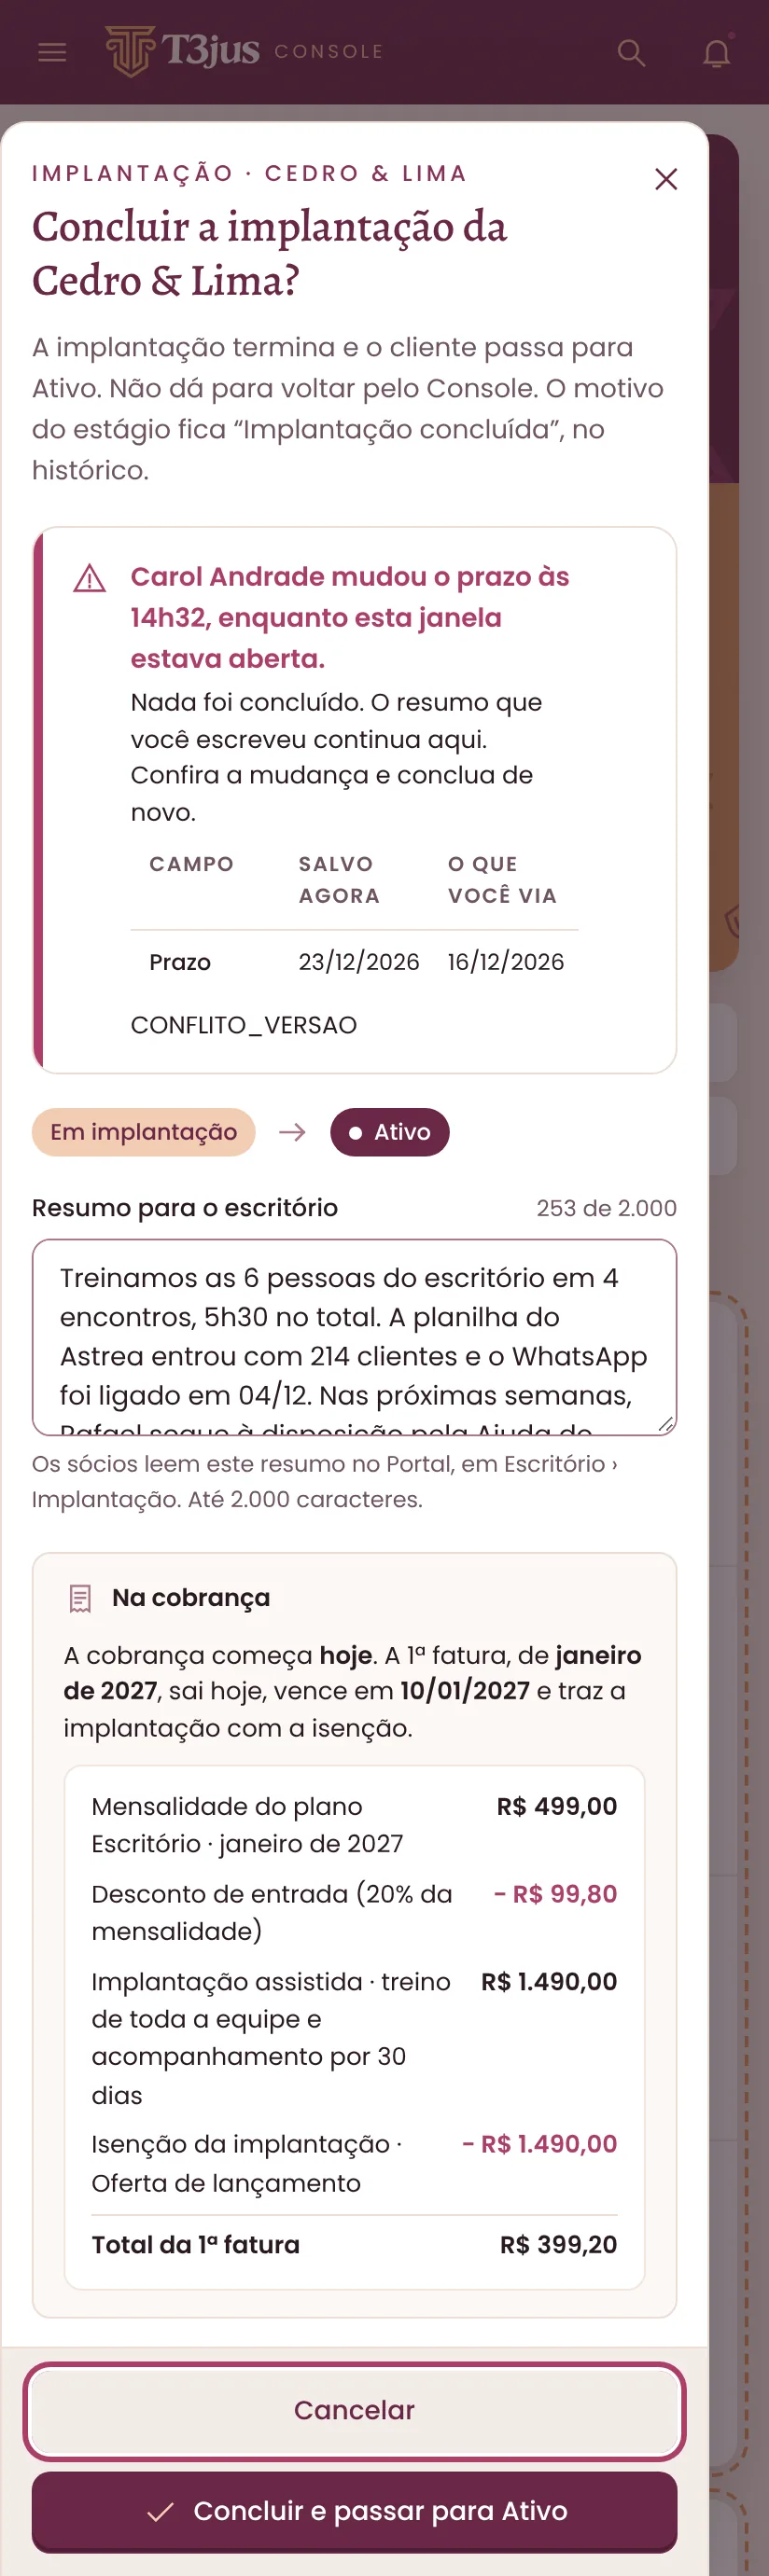 T3jus CONSOLE
IMPLANTAÇÃO · CEDRO & LIMA
Concluir a implantação da
Cedro & Lima?
A implantação termina e o cliente passa para
Ativo. Não dá para voltar pelo Console. O motivo
do estágio fica “Implantação concluída”, no
histórico.
Carol Andrade mudou o prazo às
14h32, enquanto esta janela
estava aberta.
Nada foi concluído. O resumo que
você escreveu continua aqui.
Confira a mudança e conclua de
novo.
CAMPO SALVO AGORA O QUE VOCÊ VIA
Prazo 23/12/2026 16/12/2026
CONFLITO_VERSAO
Em implantação → Ativo
Resumo para o escritório 253 de 2.000
Treinamos as 6 pessoas do escritório em 4
encontros, 5h30 no total. A planilha do
Astrea entrou com 214 clientes e o WhatsApp
foi ligado em 04/12. Nas próximas semanas,
Rafael segue à disposição pela Ajuda do
Os sócios leem este resumo no Portal, em Escritório ›
Implantação. Até 2.000 caracteres.
Na cobrança
A cobrança começa hoje. A 1ª fatura, de janeiro
de 2027, sai hoje, vence em 10/01/2027 e traz a
implantação com a isenção.
Mensalidade do plano R$ 499,00
Escritório · janeiro de 2027
Desconto de entrada (20% da − R$ 99,80
mensalidade)
Implantação assistida · treino R$ 1.490,00
de toda a equipe e
acompanhamento por 30
dias
Isenção da implantação · − R$ 1.490,00
Oferta de lançamento
Total da 1ª fatura R$ 399,20
Cancelar
Concluir e passar para Ativo